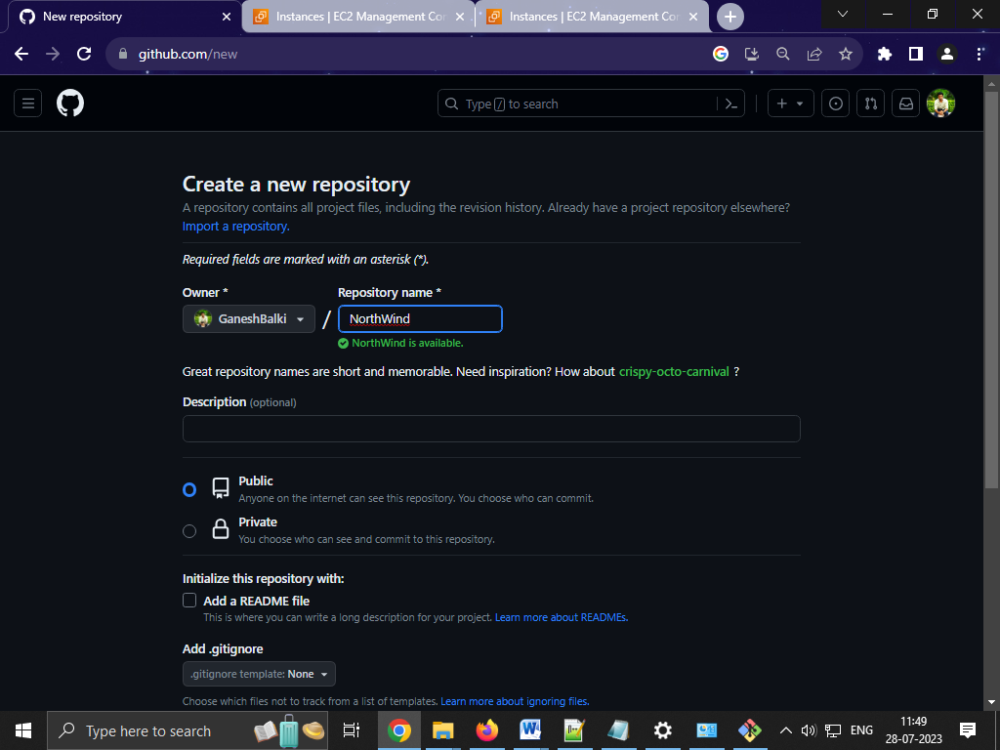 New repository
Instances | EC2 Management Cor
Instances | EC2 Management Cor
github.com/new
Type / to search
Create a new repository
A repository contains all project files, including the revision history. Already have a project repository elsewhere?
Import a repository.
Required fields are marked with an asterisk (*).
Owner *
Repository name *
GaneshBalki
/
NorthWind
NorthWind is available.
Great repository names are short and memorable. Need inspiration? How about crispy-octo-carnival ?
Description (optional)
Public
Anyone on the internet can see this repository. You choose who can commit.
Private
You choose who can see and commit to this repository.
Initialize this repository with:
Add a README file
This is where you can write a long description for your project. Learn more about READMEs.
Add .gitignore
.gitignore template: None
Choose which files not to track from a list of templates. Learn more about ignoring files.
Type here to search
ENG
11:49
28-07-2023